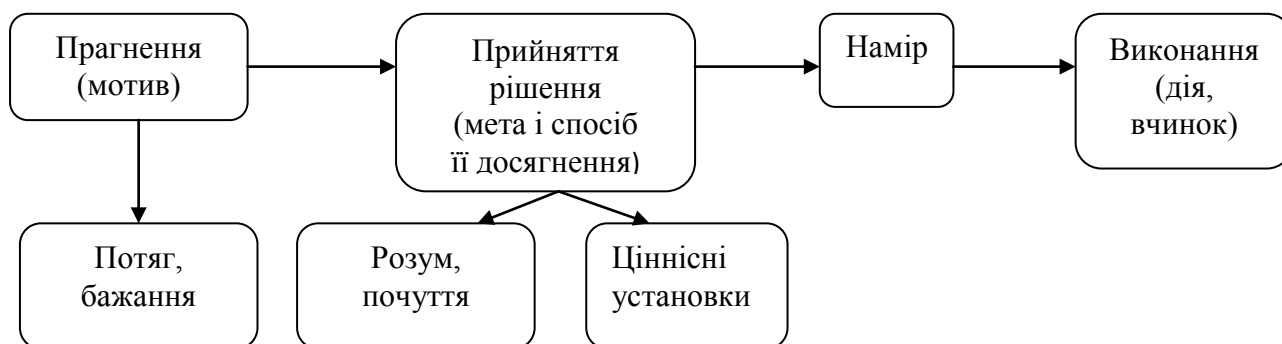 Прагнення
(мотив)
Прийняття
рішення
(мета і спосіб
її досягнення)
Намір
Виконання
(дія,
вчинок)
Потяг,
бажання
Розум,
почуття
Ціннісні
установки